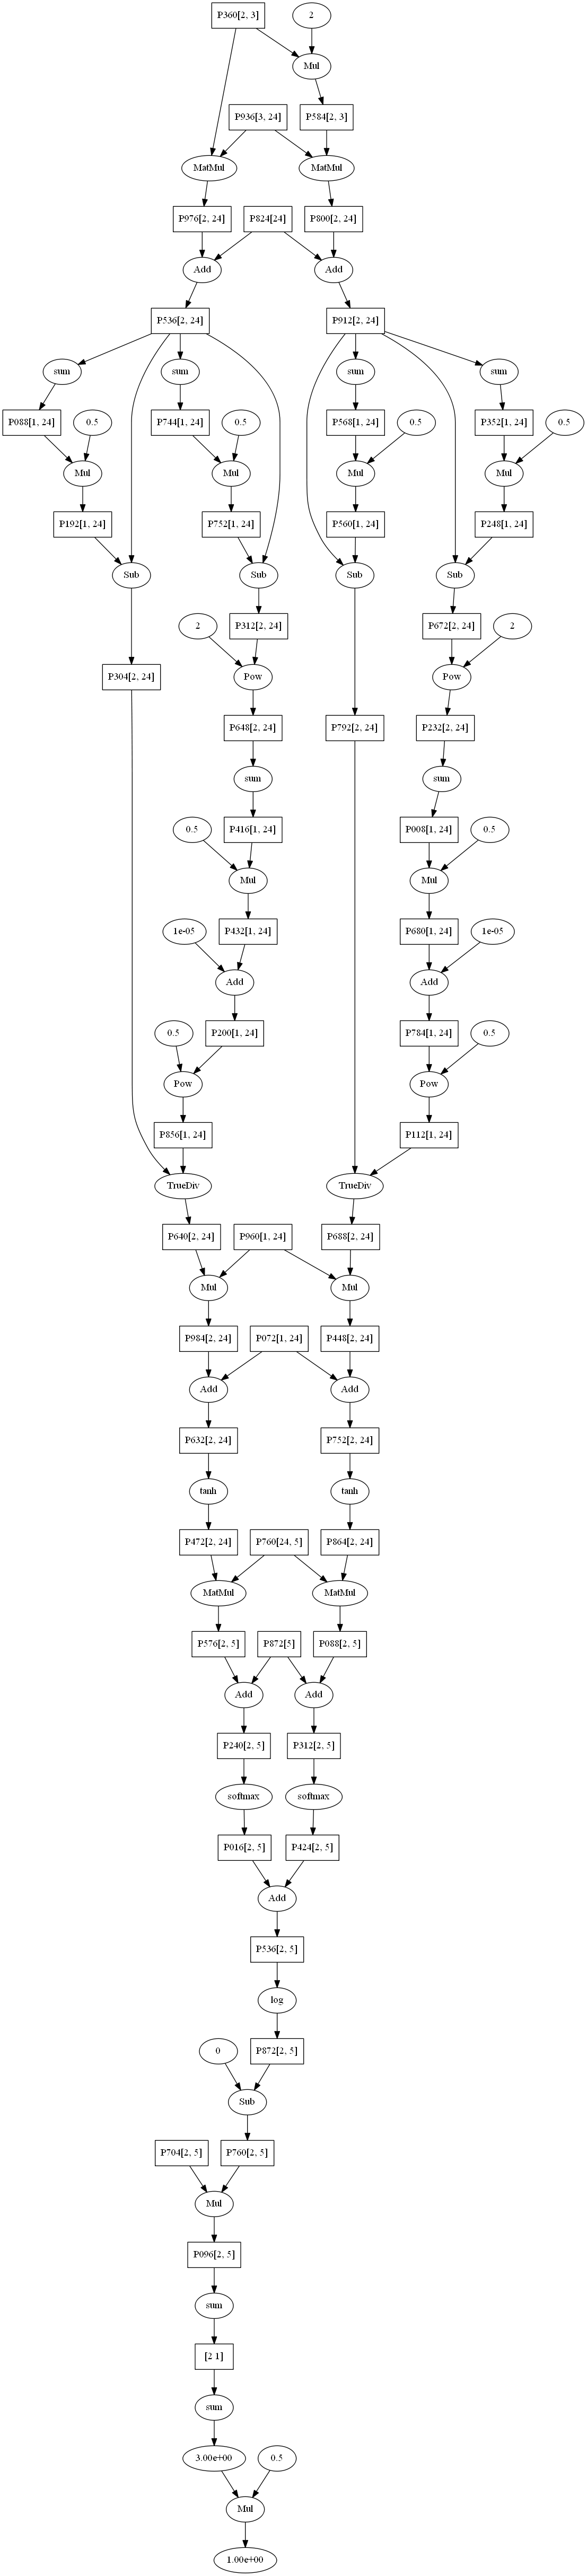 P360[2, 3]
2
Mul
P936[3, 24]
P584[2, 3]
MatMul
MatMul
P976[2, 24]
P824[24]
P800[2, 24]
Add
Add
P536[2, 24]
P912[2, 24]
sum
sum
sum
sum
P088[1, 24]
0.5
P744[1, 24]
0.5
P568[1, 24]
0.5
P352[1, 24]
0.5
Mul
Mul
Mul
Mul
P192[1, 24]
P752[1, 24]
P560[1, 24]
P248[1, 24]
Sub
Sub
Sub
Sub
2
P312[2, 24]
P672[2, 24]
2
P304[2, 24]
Pow
Pow
P648[2, 24]
P792[2, 24]
P232[2, 24]
sum
sum
0.5
P416[1, 24]
P008[1, 24]
0.5
Mul
Mul
1e-05
P432[1, 24]
P680[1, 24]
1e-05
Add
Add
0.5
P200[1, 24]
P784[1, 24]
0.5
Pow
Pow
P856[1, 24]
P112[1, 24]
TrueDiv
TrueDiv
P640[2, 24]
P960[1, 24]
P688[2, 24]
Mul
Mul
P984[2, 24]
P072[1, 24]
P448[2, 24]
Add
Add
P632[2, 24]
P752[2, 24]
tanh
tanh
P472[2, 24]
P760[24, 5]
P864[2, 24]
MatMul
MatMul
P576[2, 5]
P872[5]
P088[2, 5]
Add
Add
P240[2, 5]
P312[2, 5]
softmax
softmax
P016[2, 5]
P424[2, 5]
Add
P536[2, 5]
log
0
P872[2, 5]
Sub
P704[2, 5]
P760[2, 5]
Mul
P096[2, 5]
sum
[2 1]
sum
3.00e+00
0.5
Mul
1.00e+00